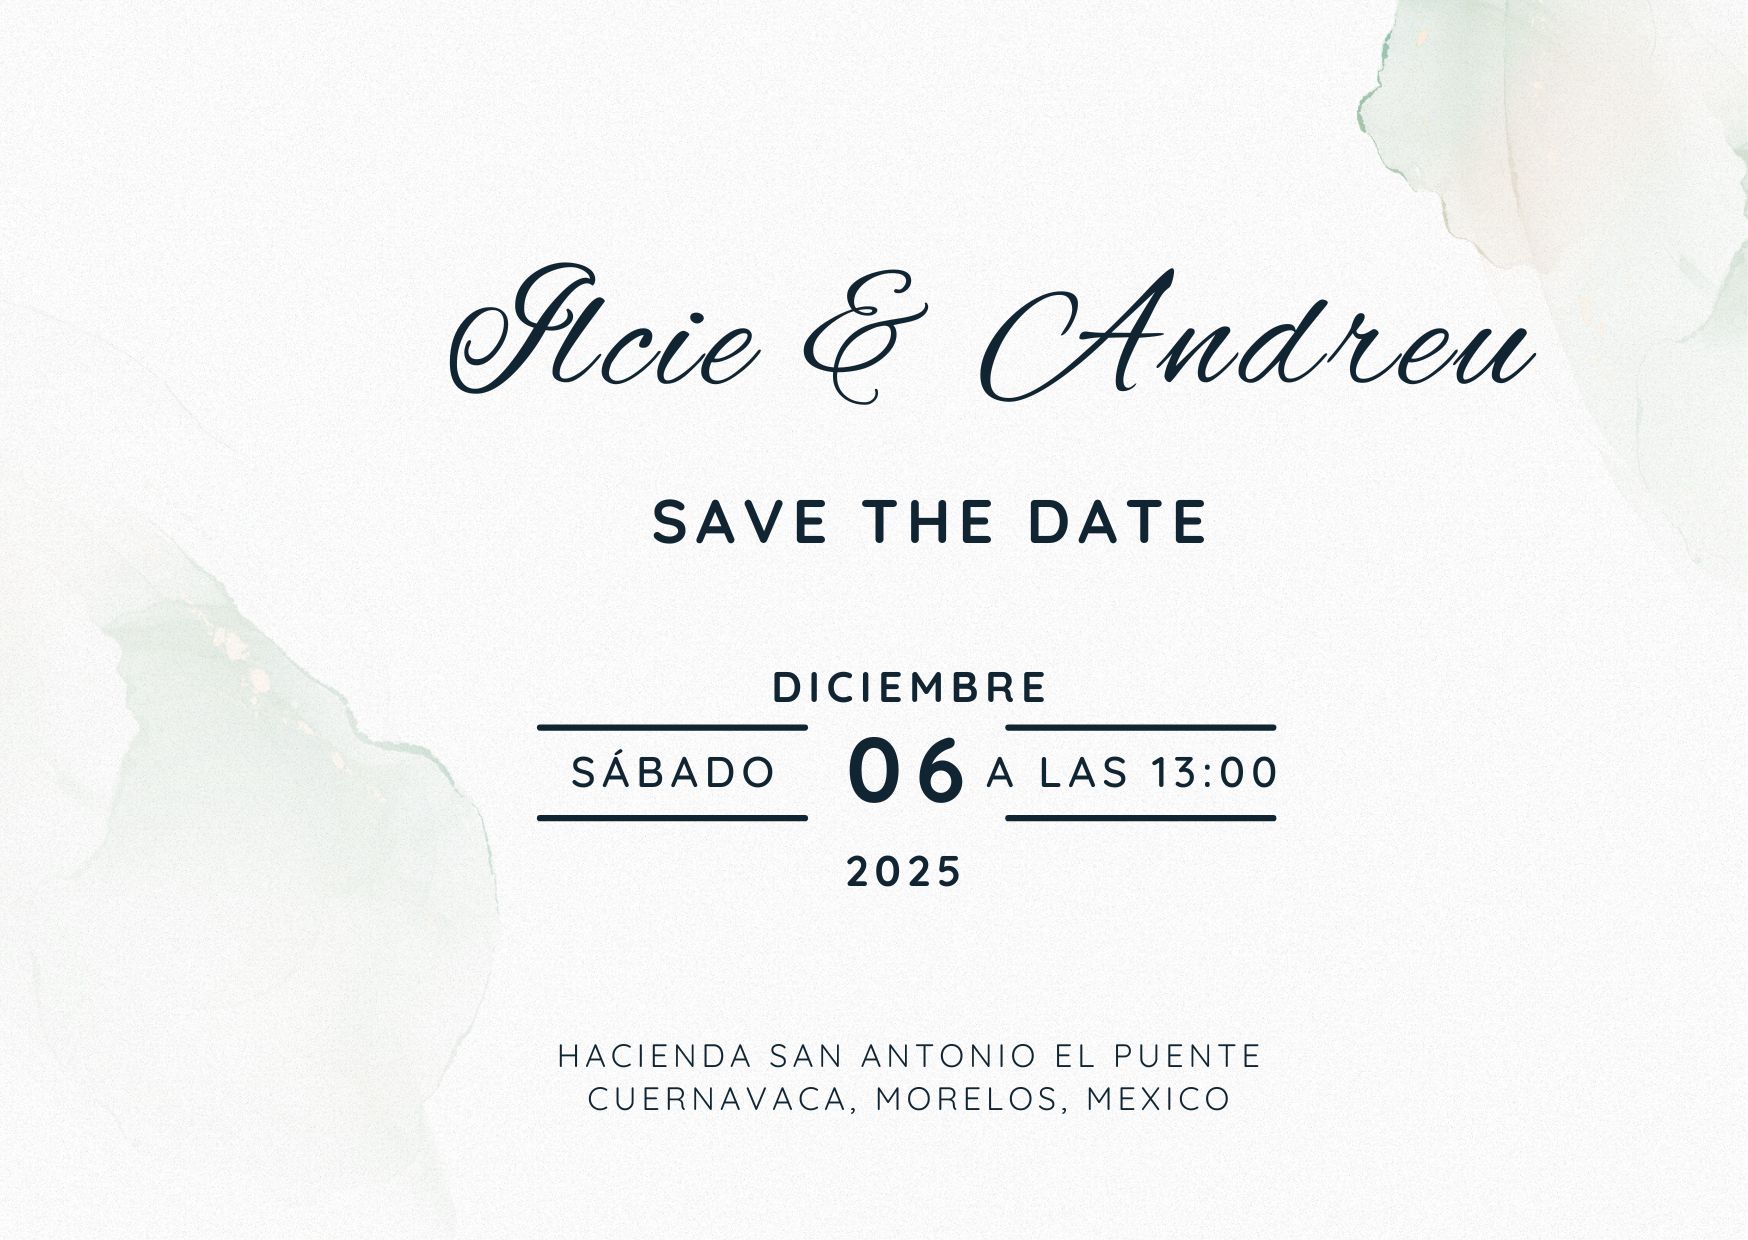 Ilcie & Andreu
SAVE THE DATE
DICIEMBRE
SÁBADO 06 A LAS 13:00
2025
HACIENDA SAN ANTONIO EL PUENTE
CUERNAVACA, MORELOS, MEXICO